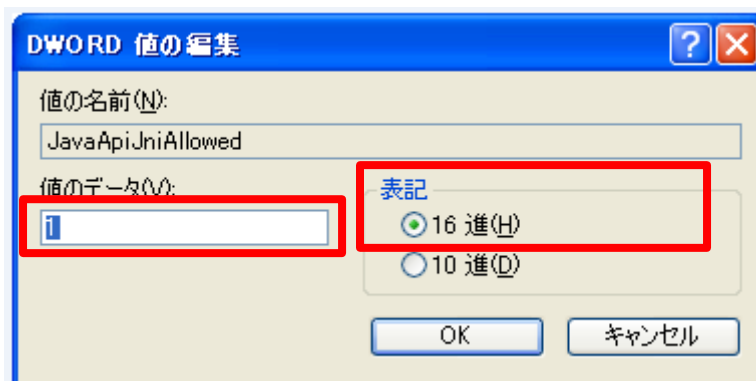 DWORD 値の編集
値の名前(N):
JavaApiJniAllowed
値のデータ(V):
1
表記
16 進(H)
10 進(D)
OK
キャンセル